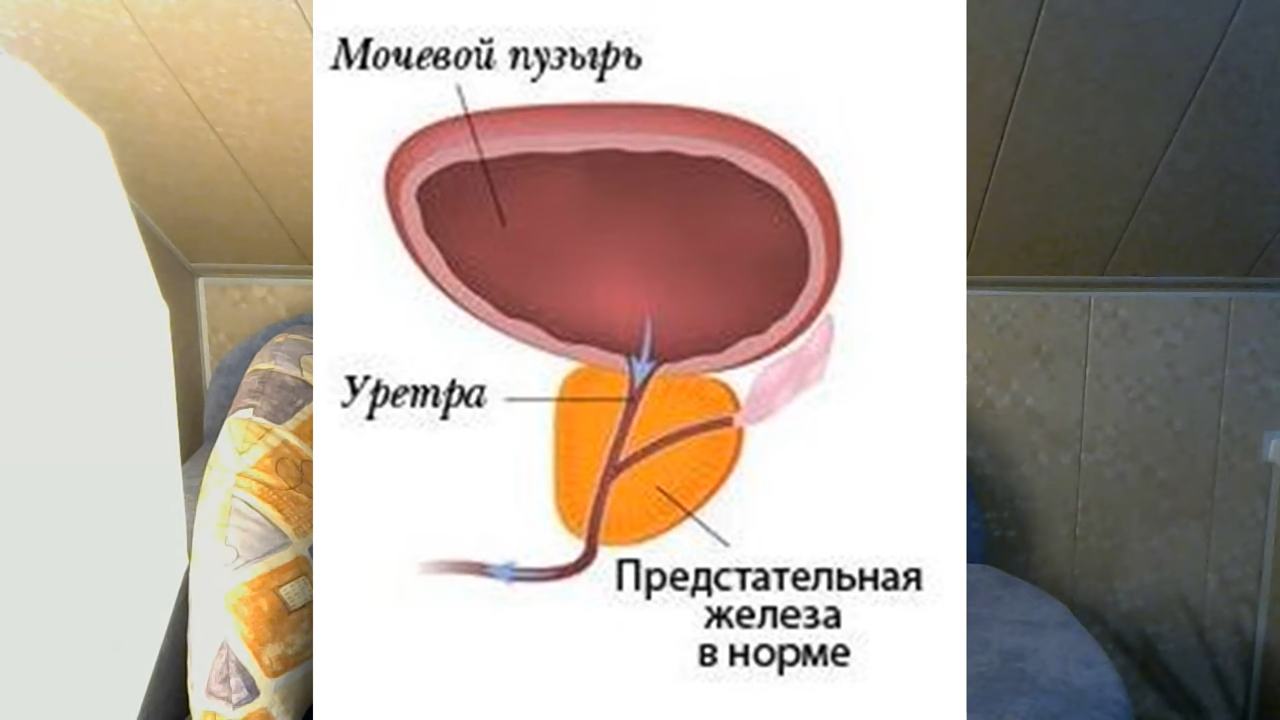 Мочевой пузырь
Уретра
Предстательная
железа
в норме